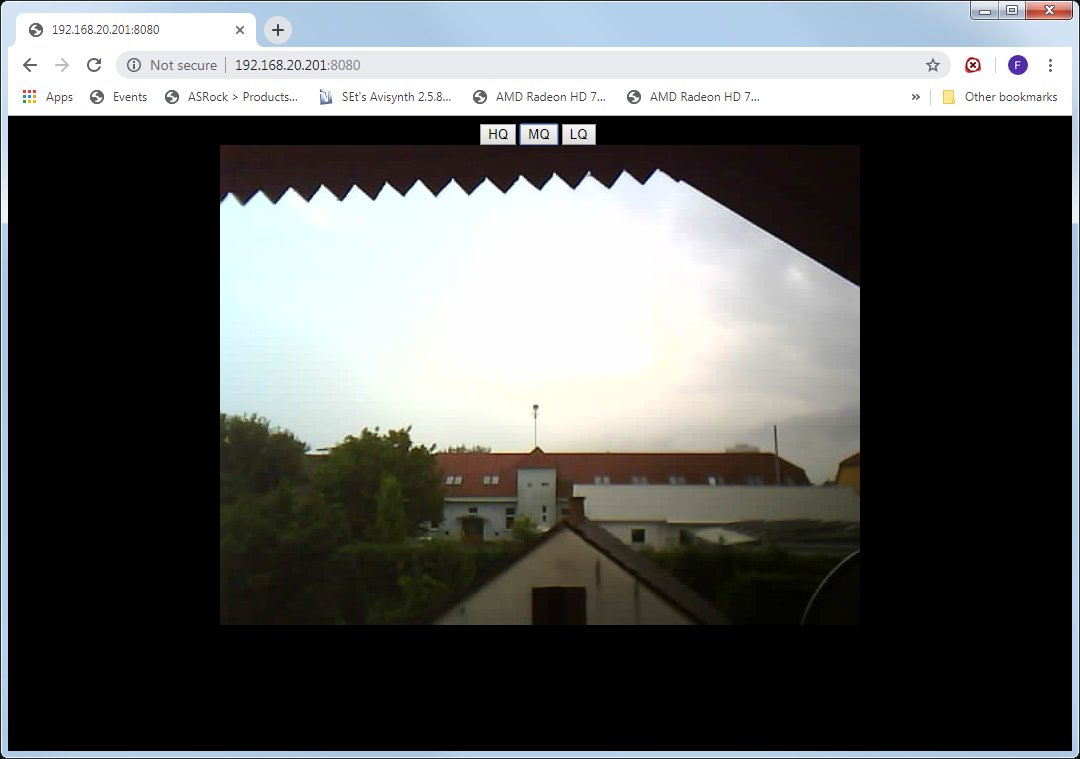 192.168.20.201:8080
Not secure 192.168.20.201:8080 F
Apps Events ASRock > Products... SEt's Avisynth 2.5.8... AMD Radeon HD 7... AMD Radeon HD 7... » Other bookmarks
HQ MQ LQ